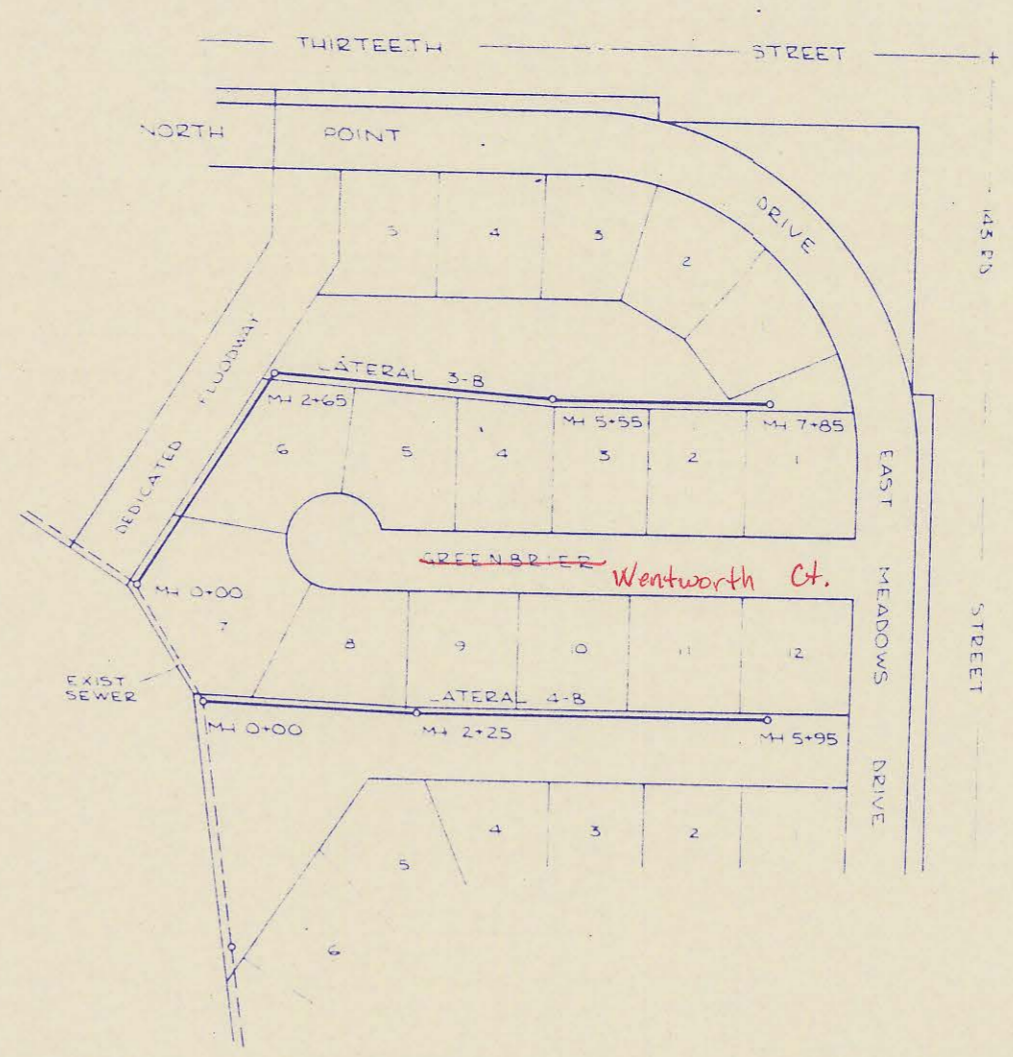 THIRTEETH STREET
NORTH POINT DRIVE
143 RD STREET
5 4 3 2
DEDICATED FLOODWAY
LATERAL 3-B
MH 2+65 MH 5+55 MH 7+85
6 5 4 3 2 1
EAST MEADOWS DRIVE
GREENBRIER Wentworth Ct.
MH 0+00
7 8 9 10 11 12
EXIST
SEWER
LATERAL 4-B
MH 0+00 MH 2+25 MH 5+95
4 3 2
5
6